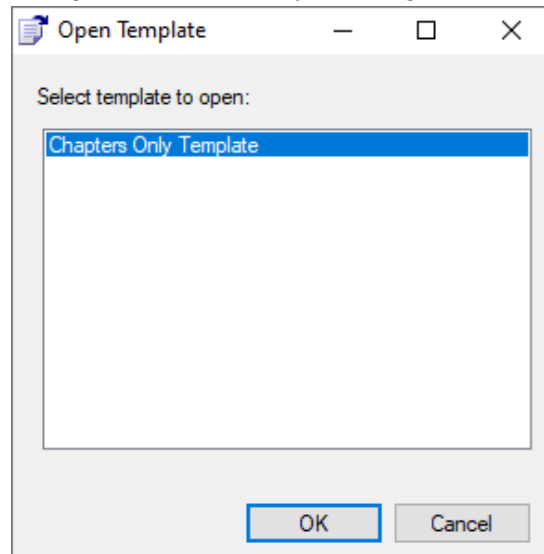 Open Template
Select template to open:
Chapters Only Template
OK
Cancel